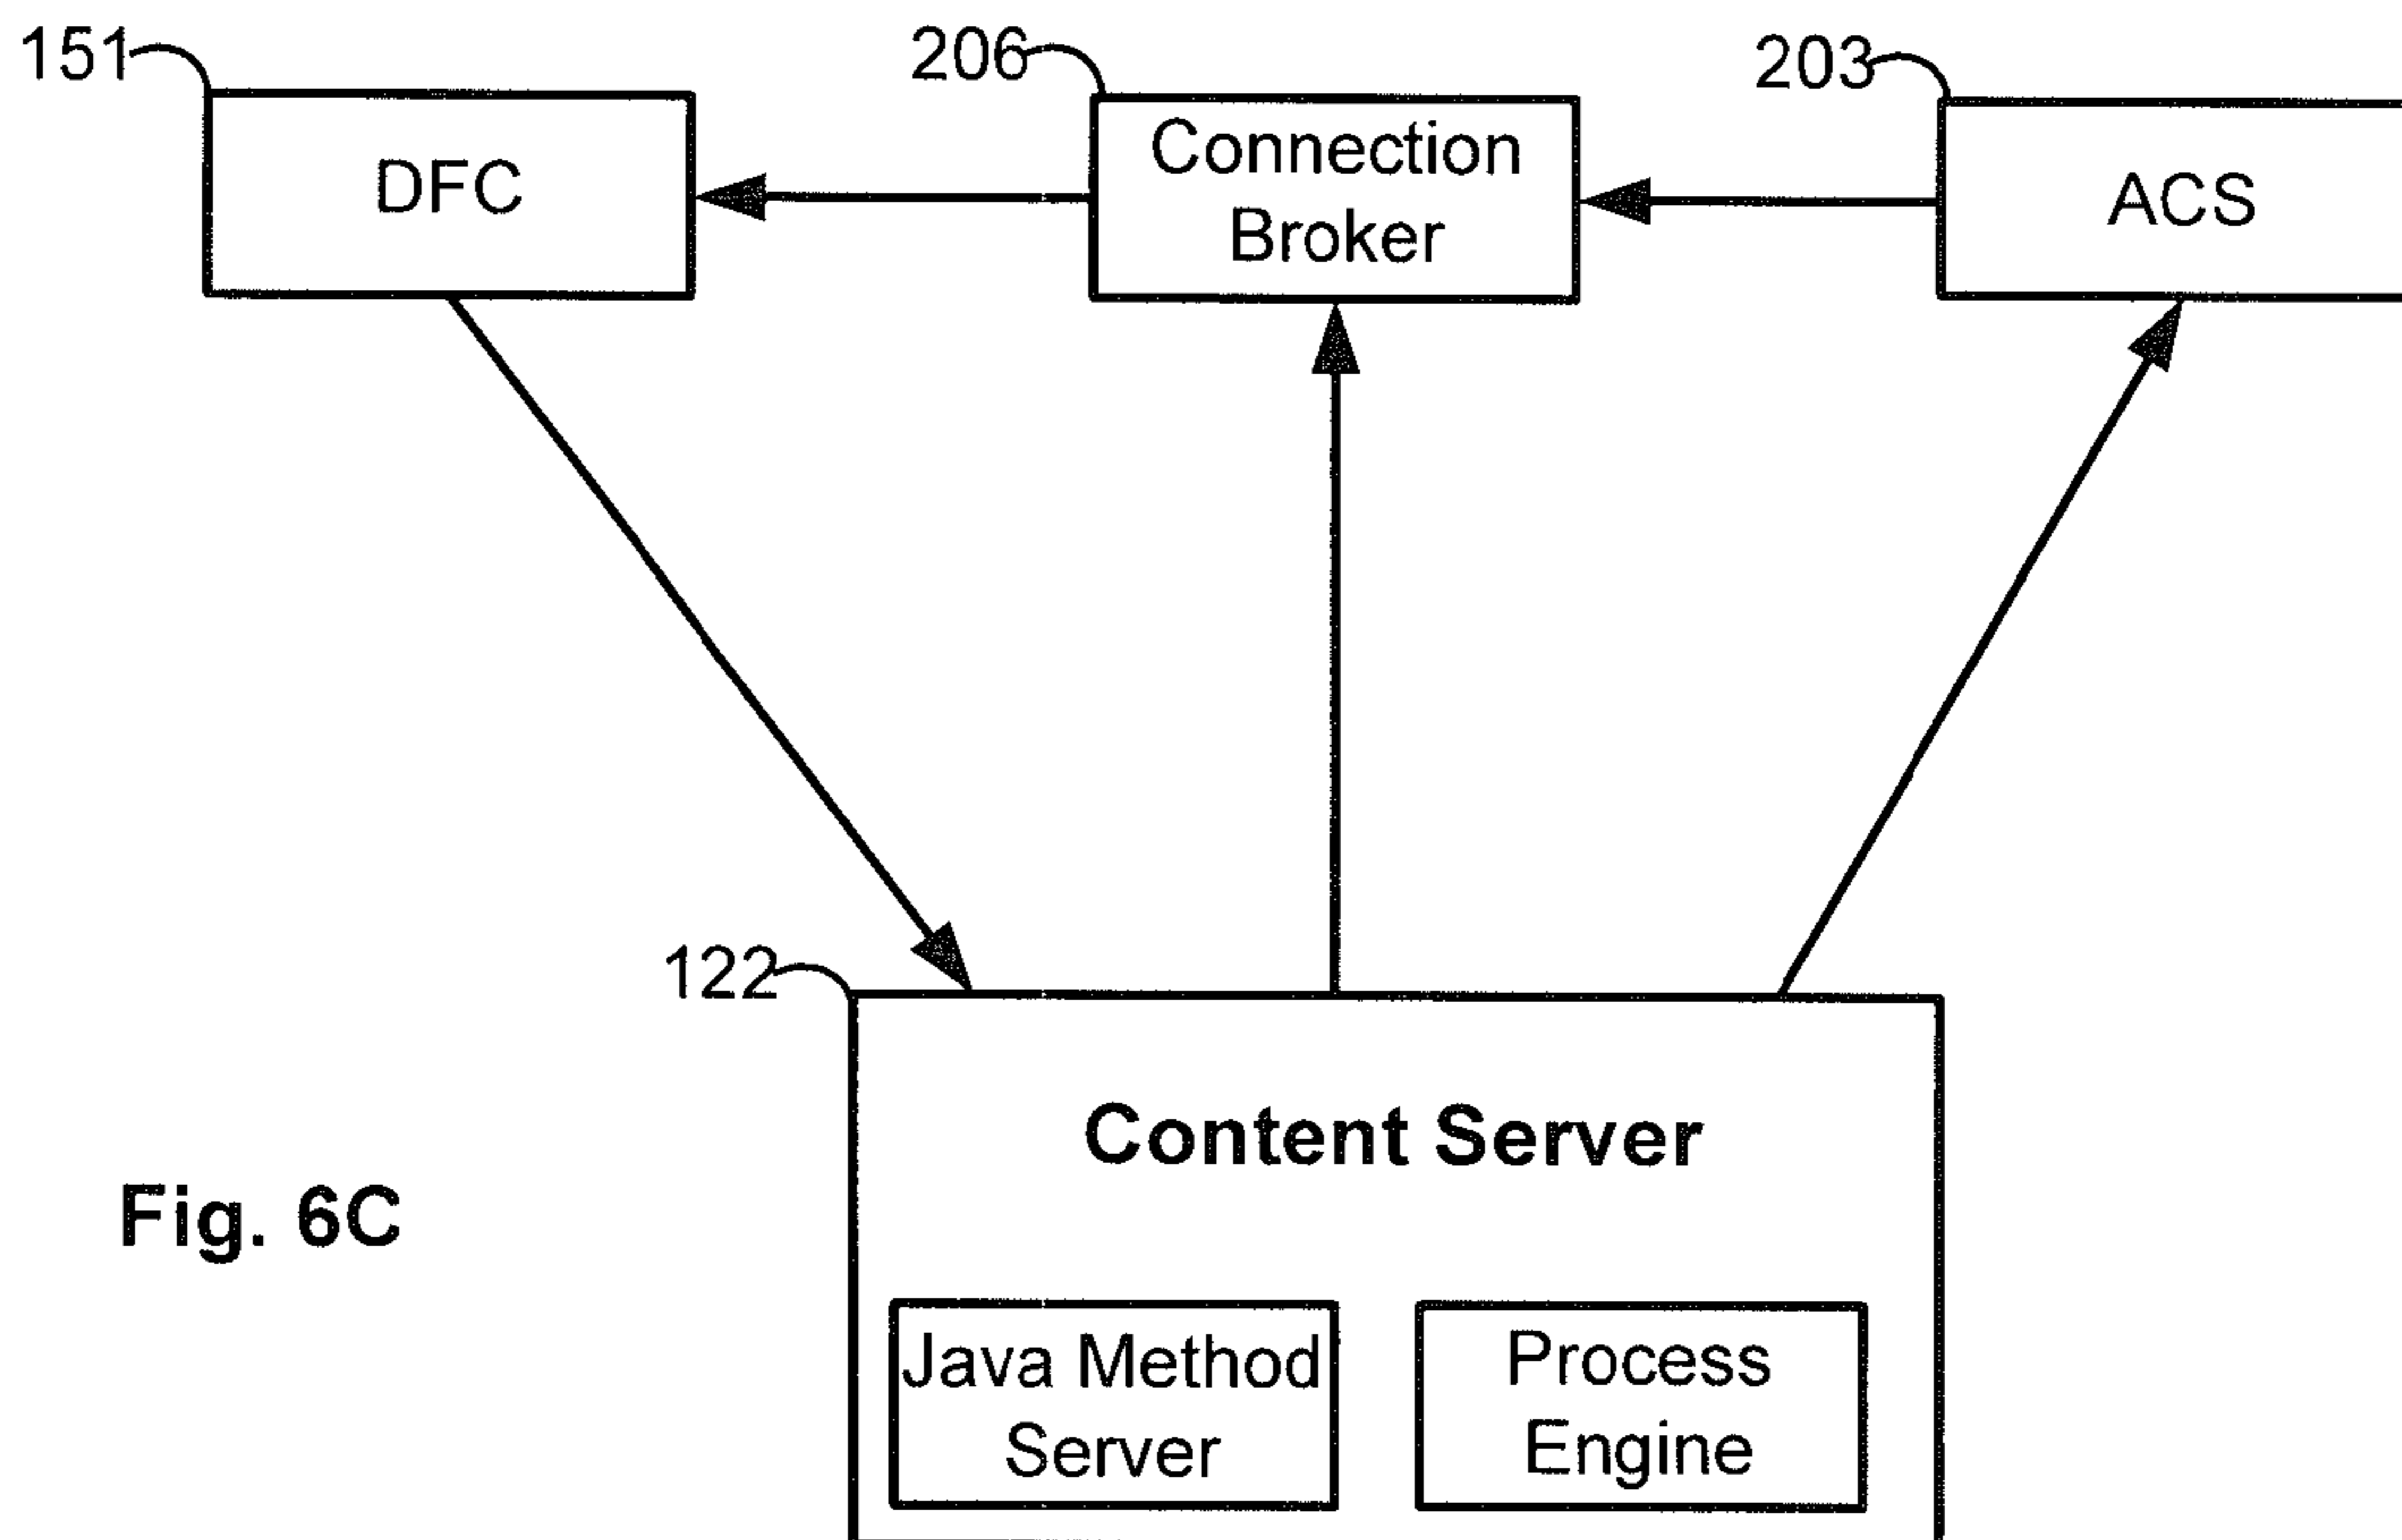 151
206
203
DFC
Connection
Broker
ACS
122
Content Server
Fig. 6C
Java Method
Server
Process
Engine